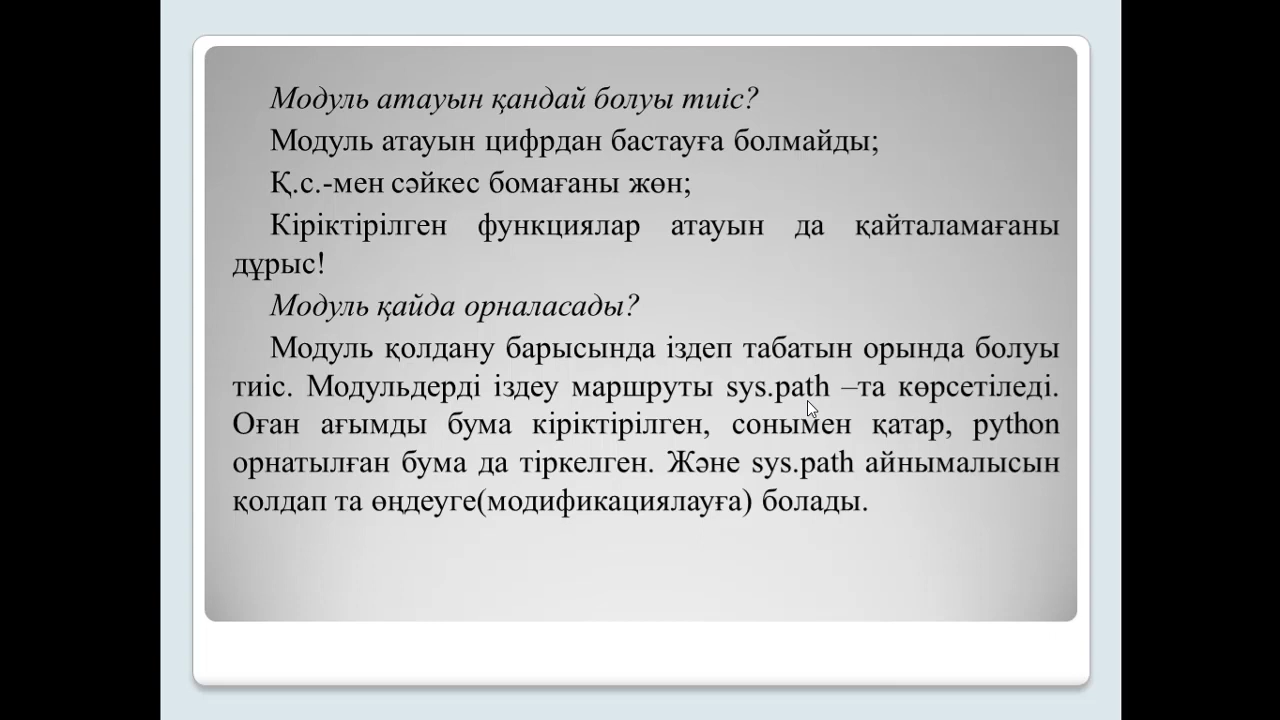 Модуль атауын қандай болуы тиіс?
Модуль атауын цифрдан бастауға болмайды;
Қ.с.-мен сәйкес бомағаны жөн;
Кіріктірілген функциялар атауын да қайталамағаны
дұрыс!
Модуль қайда орналасады?
Модуль қолдану барысында іздеп табатын орында болуы
тиіс. Модульдерді іздеу маршруты sys.path –та көрсетіледі.
Оған ағымды бума кіріктірілген, сонымен қатар, python
орнатылған бума да тіркелген. Және sys.path айнымалысын
қолдап та өңдеуге(модификациялауға) болады.